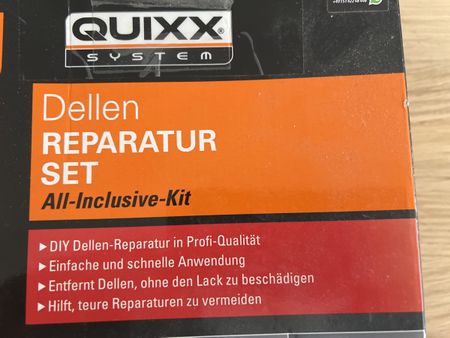 QUIXX®
SYSTEM
Dellen
REPARATUR
SET
All-Inclusive-Kit
▶ DIY Dellen-Reparatur in Profi-Qualität
▶ Einfache und schnelle Anwendung
▶ Entfernt Dellen, ohne den Lack zu beschädigen
▶ Hilft, teure Reparaturen zu vermeiden